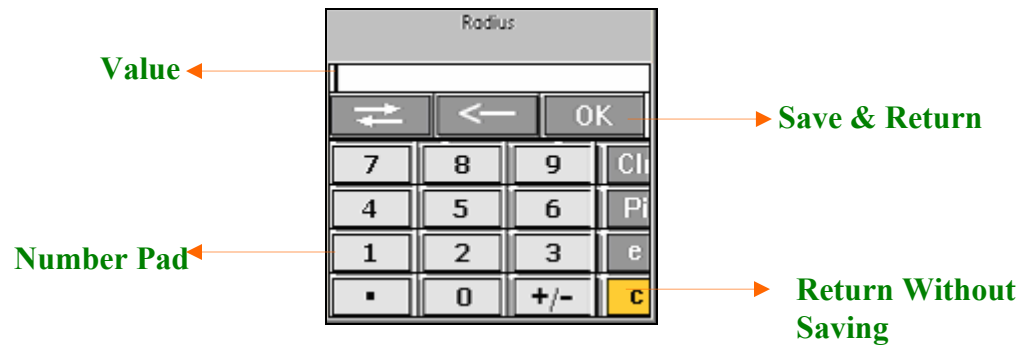 Radius
Value
OK
Save & Return
7 8 9 Cl
4 5 6 Pi
Number Pad
1 2 3 e
. 0 +/- c
Return Without
Saving